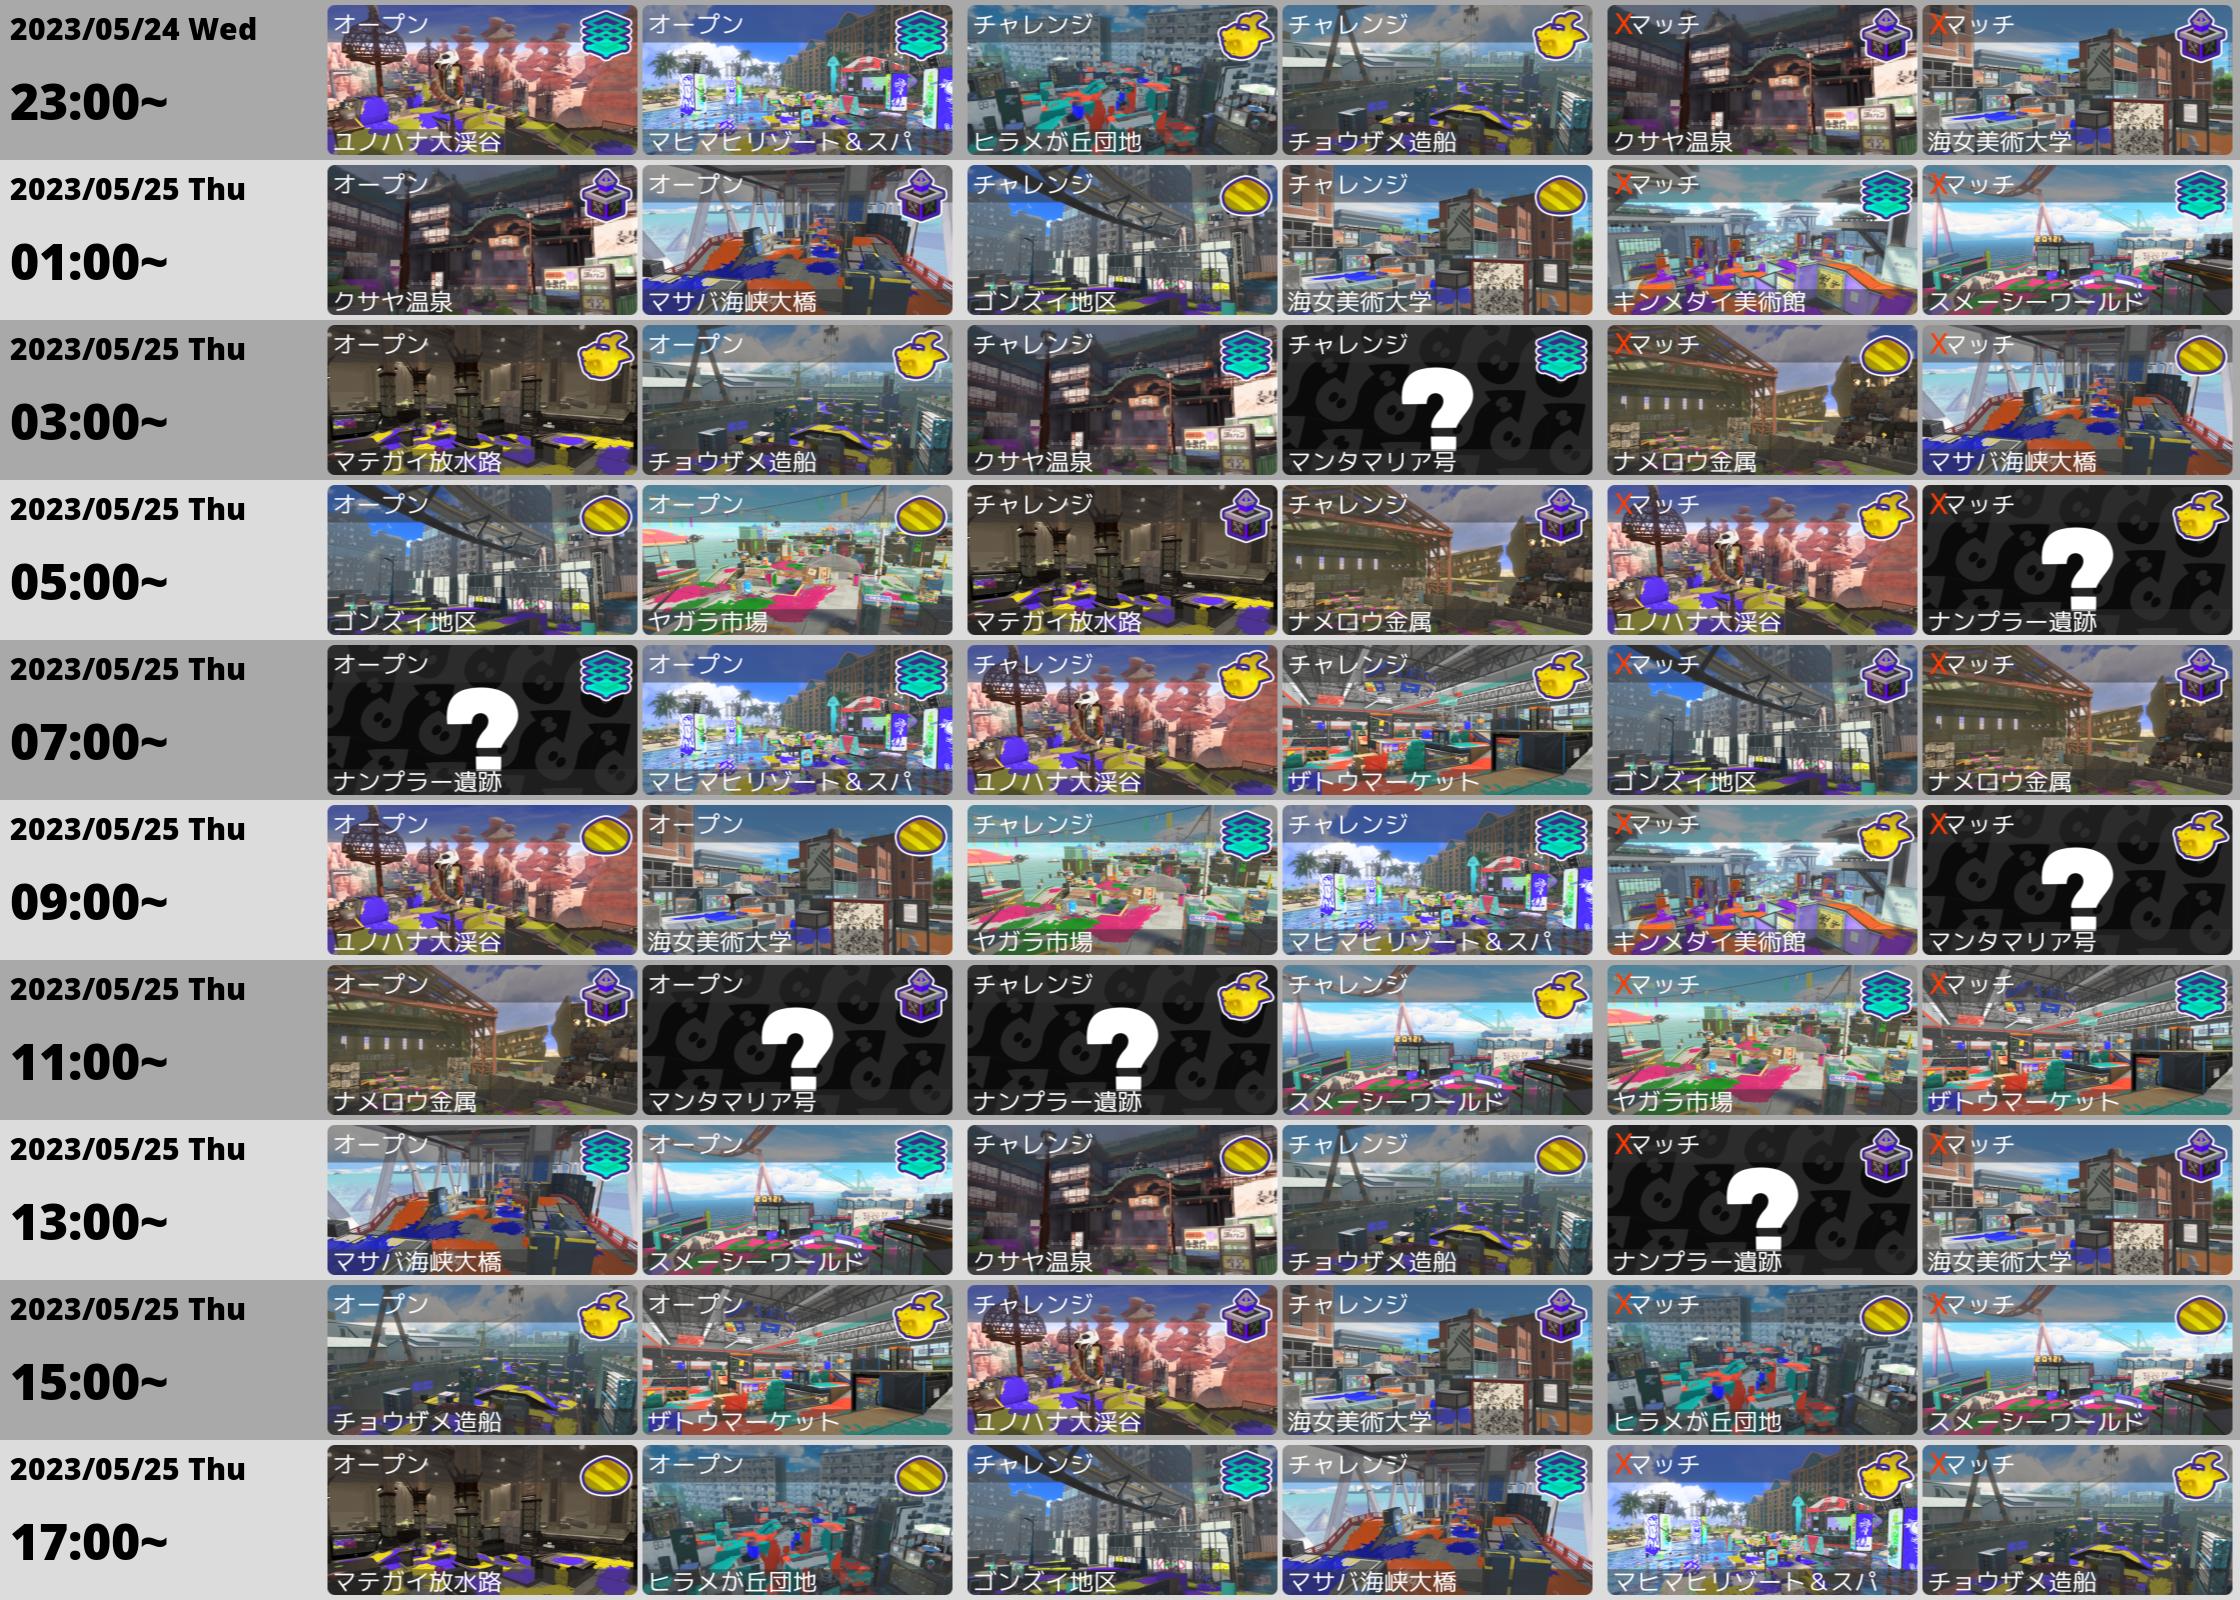 2023/05/24 Wed
23:00~
オープン オープン チャレンジ チャレンジ Xマッチ Xマッチ
ユノハナ大渓谷 マヒマヒリゾート＆スパ ヒラメが丘団地 チョウザメ造船 クサヤ温泉 海女美術大学
2023/05/25 Thu
01:00~
オープン オープン チャレンジ チャレンジ Xマッチ Xマッチ
クサヤ温泉 マサバ海峡大橋 ゴンズイ地区 海女美術大学 キンメダイ美術館 スメーシーワールド
2023/05/25 Thu
03:00~
オープン オープン チャレンジ チャレンジ Xマッチ Xマッチ
?
マテガイ放水路 チョウザメ造船 クサヤ温泉 マンタマリア号 ナメロウ金属 マサバ海峡大橋
2023/05/25 Thu
05:00~
オープン オープン チャレンジ チャレンジ Xマッチ Xマッチ
?
ゴンズイ地区 ヤガラ市場 マテガイ放水路 ナメロウ金属 ユノハナ大渓谷 ナンプラー遺跡
2023/05/25 Thu
07:00~
オープン オープン チャレンジ チャレンジ Xマッチ Xマッチ
?
ナンプラー遺跡 マヒマヒリゾート＆スパ ユノハナ大渓谷 ザトウマーケット ゴンズイ地区 ナメロウ金属
2023/05/25 Thu
09:00~
オープン オープン チャレンジ チャレンジ Xマッチ Xマッチ
?
ユノハナ大渓谷 海女美術大学 ヤガラ市場 マヒマヒリゾート＆スパ キンメダイ美術館 マンタマリア号
2023/05/25 Thu
11:00~
オープン オープン チャレンジ チャレンジ Xマッチ Xマッチ
? ?
ナメロウ金属 マンタマリア号 ナンプラー遺跡 スメーシーワールド ヤガラ市場 ザトウマーケット
2023/05/25 Thu
13:00~
オープン オープン チャレンジ チャレンジ Xマッチ Xマッチ
?
マサバ海峡大橋 スメーシーワールド クサヤ温泉 チョウザメ造船 ナンプラー遺跡 海女美術大学
2023/05/25 Thu
15:00~
オープン オープン チャレンジ チャレンジ Xマッチ Xマッチ
チョウザメ造船 ザトウマーケット ユノハナ大渓谷 海女美術大学 ヒラメが丘団地 スメーシーワールド
2023/05/25 Thu
17:00~
オープン オープン チャレンジ チャレンジ Xマッチ Xマッチ
マテガイ放水路 ヒラメが丘団地 ゴンズイ地区 マサバ海峡大橋 マヒマヒリゾート＆スパ チョウザメ造船